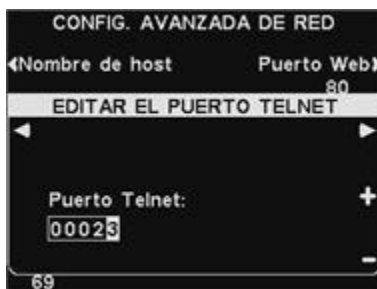 CONFIG. AVANZADA DE RED
Nombre de host Puerto Web
80
EDITAR EL PUERTO TELNET
Puerto Telnet:
00023
+
-
69